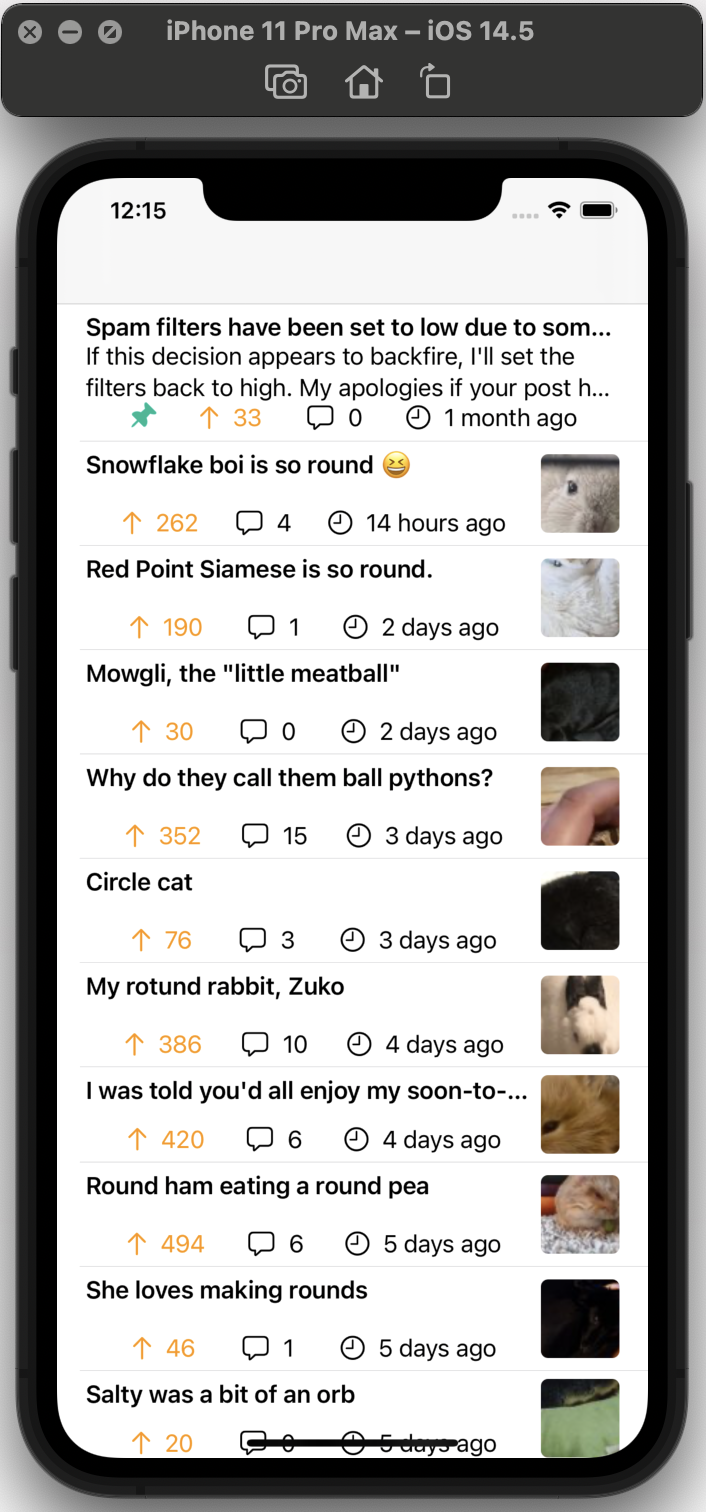 iPhone 11 Pro Max – iOS 14.5
12:15
Spam filters have been set to low due to som...
If this decision appears to backfire, I'll set the
filters back to high. My apologies if your post h...
33 0 1 month ago
Snowflake boi is so round 😆
262 4 14 hours ago
Red Point Siamese is so round.
190 1 2 days ago
Mowgli, the "little meatball"
30 0 2 days ago
Why do they call them ball pythons?
352 15 3 days ago
Circle cat
76 3 3 days ago
My rotund rabbit, Zuko
386 10 4 days ago
I was told you'd all enjoy my soon-to-...
420 6 4 days ago
Round ham eating a round pea
494 6 5 days ago
She loves making rounds
46 1 5 days ago
Salty was a bit of an orb
20 0 5 days ago